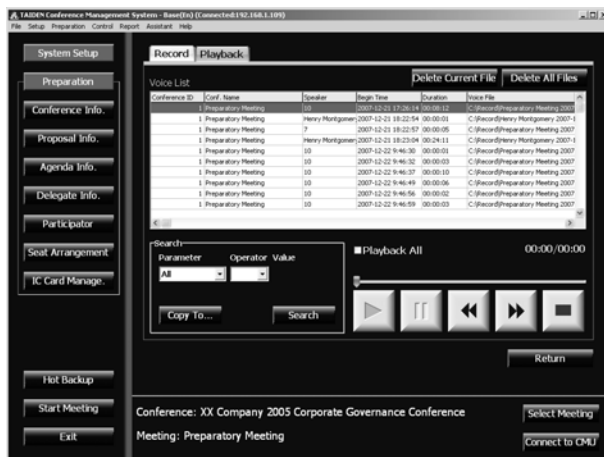 TAIDEN Conference Management System - Base(En) (Connected:192.168.1.109)
File Setup Preparation Control Report Assistant Help
System Setup
Preparation
Conference Info.
Proposal Info.
Agenda Info.
Delegate Info.
Participator
Seat Arrangement
IC Card Manage.
Hot Backup
Start Meeting
Exit
Record Playback
Voice List
Delete Current File Delete All Files
Conference ID Conf. Name Speaker Begin Time Duration Voice File
1 Preparatory Meeting 10 2007-12-21 17:26:14 00:00:12 C:\Record\Preparatory Meeting 2007
1 Preparatory Meeting Henry Montgomery 2007-12-21 18:22:54 00:00:01 C:\Record\Henry Montgomery 2007-1
1 Preparatory Meeting 7 2007-12-21 18:22:57 00:00:05 C:\Record\Preparatory Meeting 2007
1 Preparatory Meeting Henry Montgomery 2007-12-21 18:23:04 00:24:11 C:\Record\Henry Montgomery 2007-1
1 Preparatory Meeting 10 2007-12-22 9:46:30 00:00:01 C:\Record\Preparatory Meeting 2007
1 Preparatory Meeting 10 2007-12-22 9:46:32 00:00:03 C:\Record\Preparatory Meeting 2007
1 Preparatory Meeting 10 2007-12-22 9:46:37 00:00:10 C:\Record\Preparatory Meeting 2007
1 Preparatory Meeting 10 2007-12-22 9:46:49 00:00:06 C:\Record\Preparatory Meeting 2007
1 Preparatory Meeting 10 2007-12-22 9:46:56 00:00:02 C:\Record\Preparatory Meeting 2007
1 Preparatory Meeting 10 2007-12-22 9:46:59 00:00:03 C:\Record\Preparatory Meeting 2007
Search
Parameter Operator Value
All
Copy To... Search
Playback All 00:00/00:00
Return
Conference: XX Company 2005 Corporate Governance Conference
Select Meeting
Meeting: Preparatory Meeting
Connect to CMU